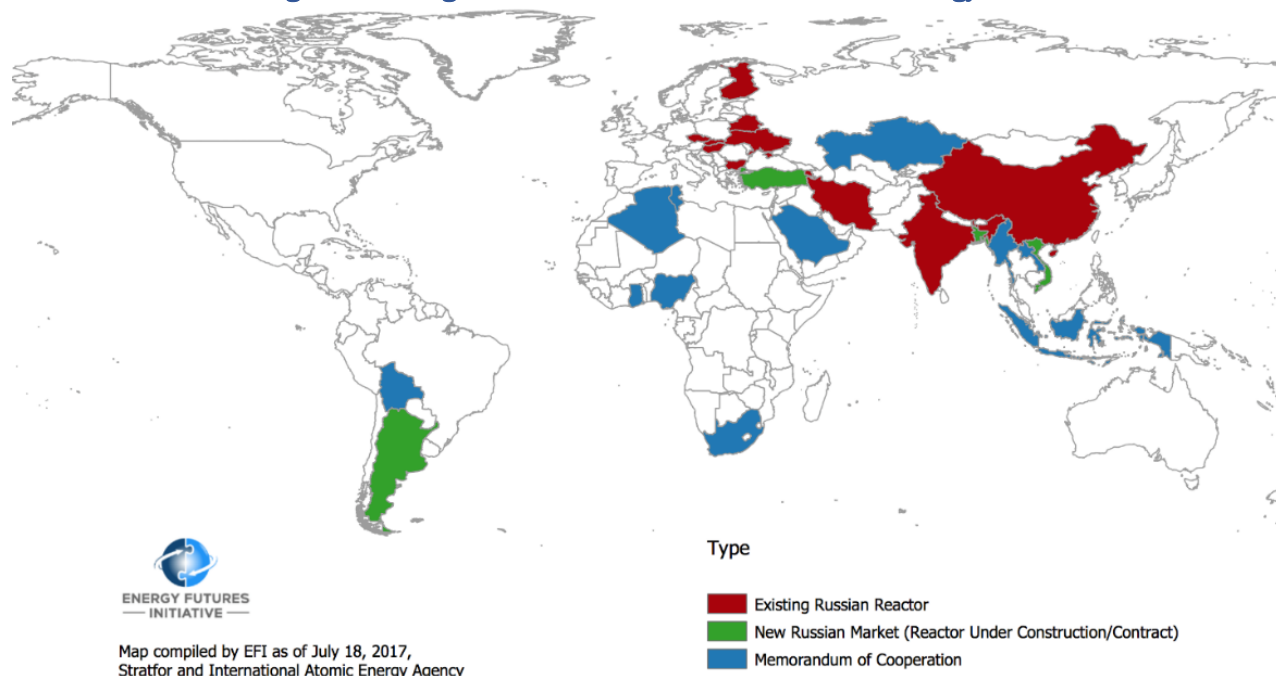 ENERGY FUTURES
INITIATIVE
Map compiled by EFI as of July 18, 2017,
Stratfor and International Atomic Energy Agency
Type
Existing Russian Reactor
New Russian Market (Reactor Under Construction/Contract)
Memorandum of Cooperation